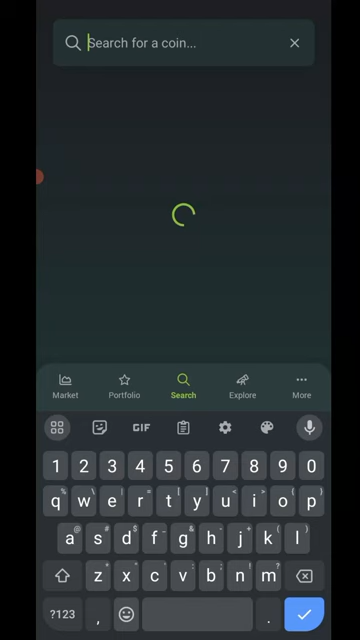 Search for a coin...
Market Portfolio Search Explore More
GIF
1 2 3 4 5 6 7 8 9 0
q w e r t y u i o p
a s d f g h j k l
z x c v b n m
?123 , .